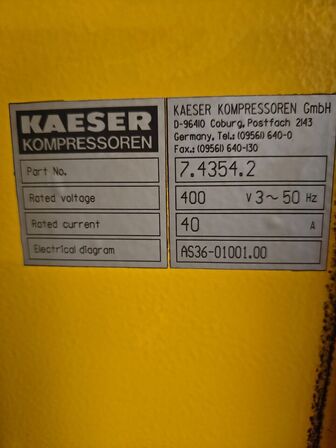 KAESER
KOMPRESSOREN
KAESER KOMPRESSOREN GmbH
D-96410 Coburg, Postfach 2143
Germany, Tel.: (09561) 640-0
Fax.: (09561) 640-130
Part No. 7.4354.2
Rated voltage 400 V 3~ 50 Hz
Rated current 40 A
Electrical diagram AS36-01001.00